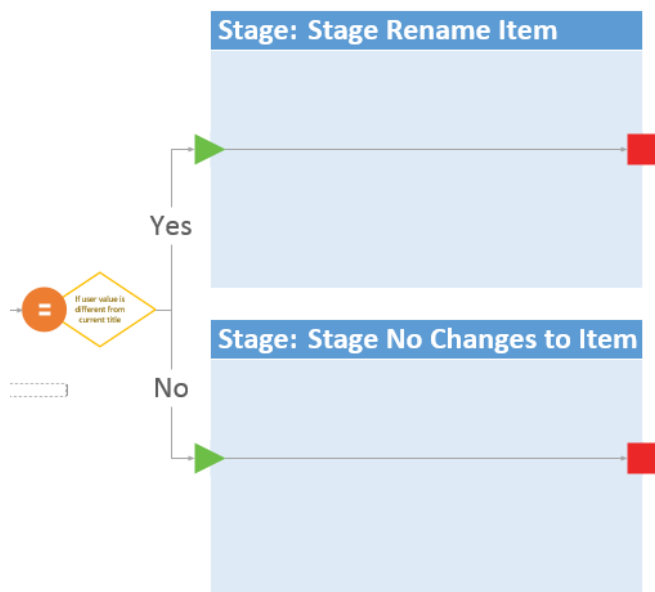 Stage: Stage Rename Item
Yes
If user value is
different from
current title
Stage: Stage No Changes to Item
No